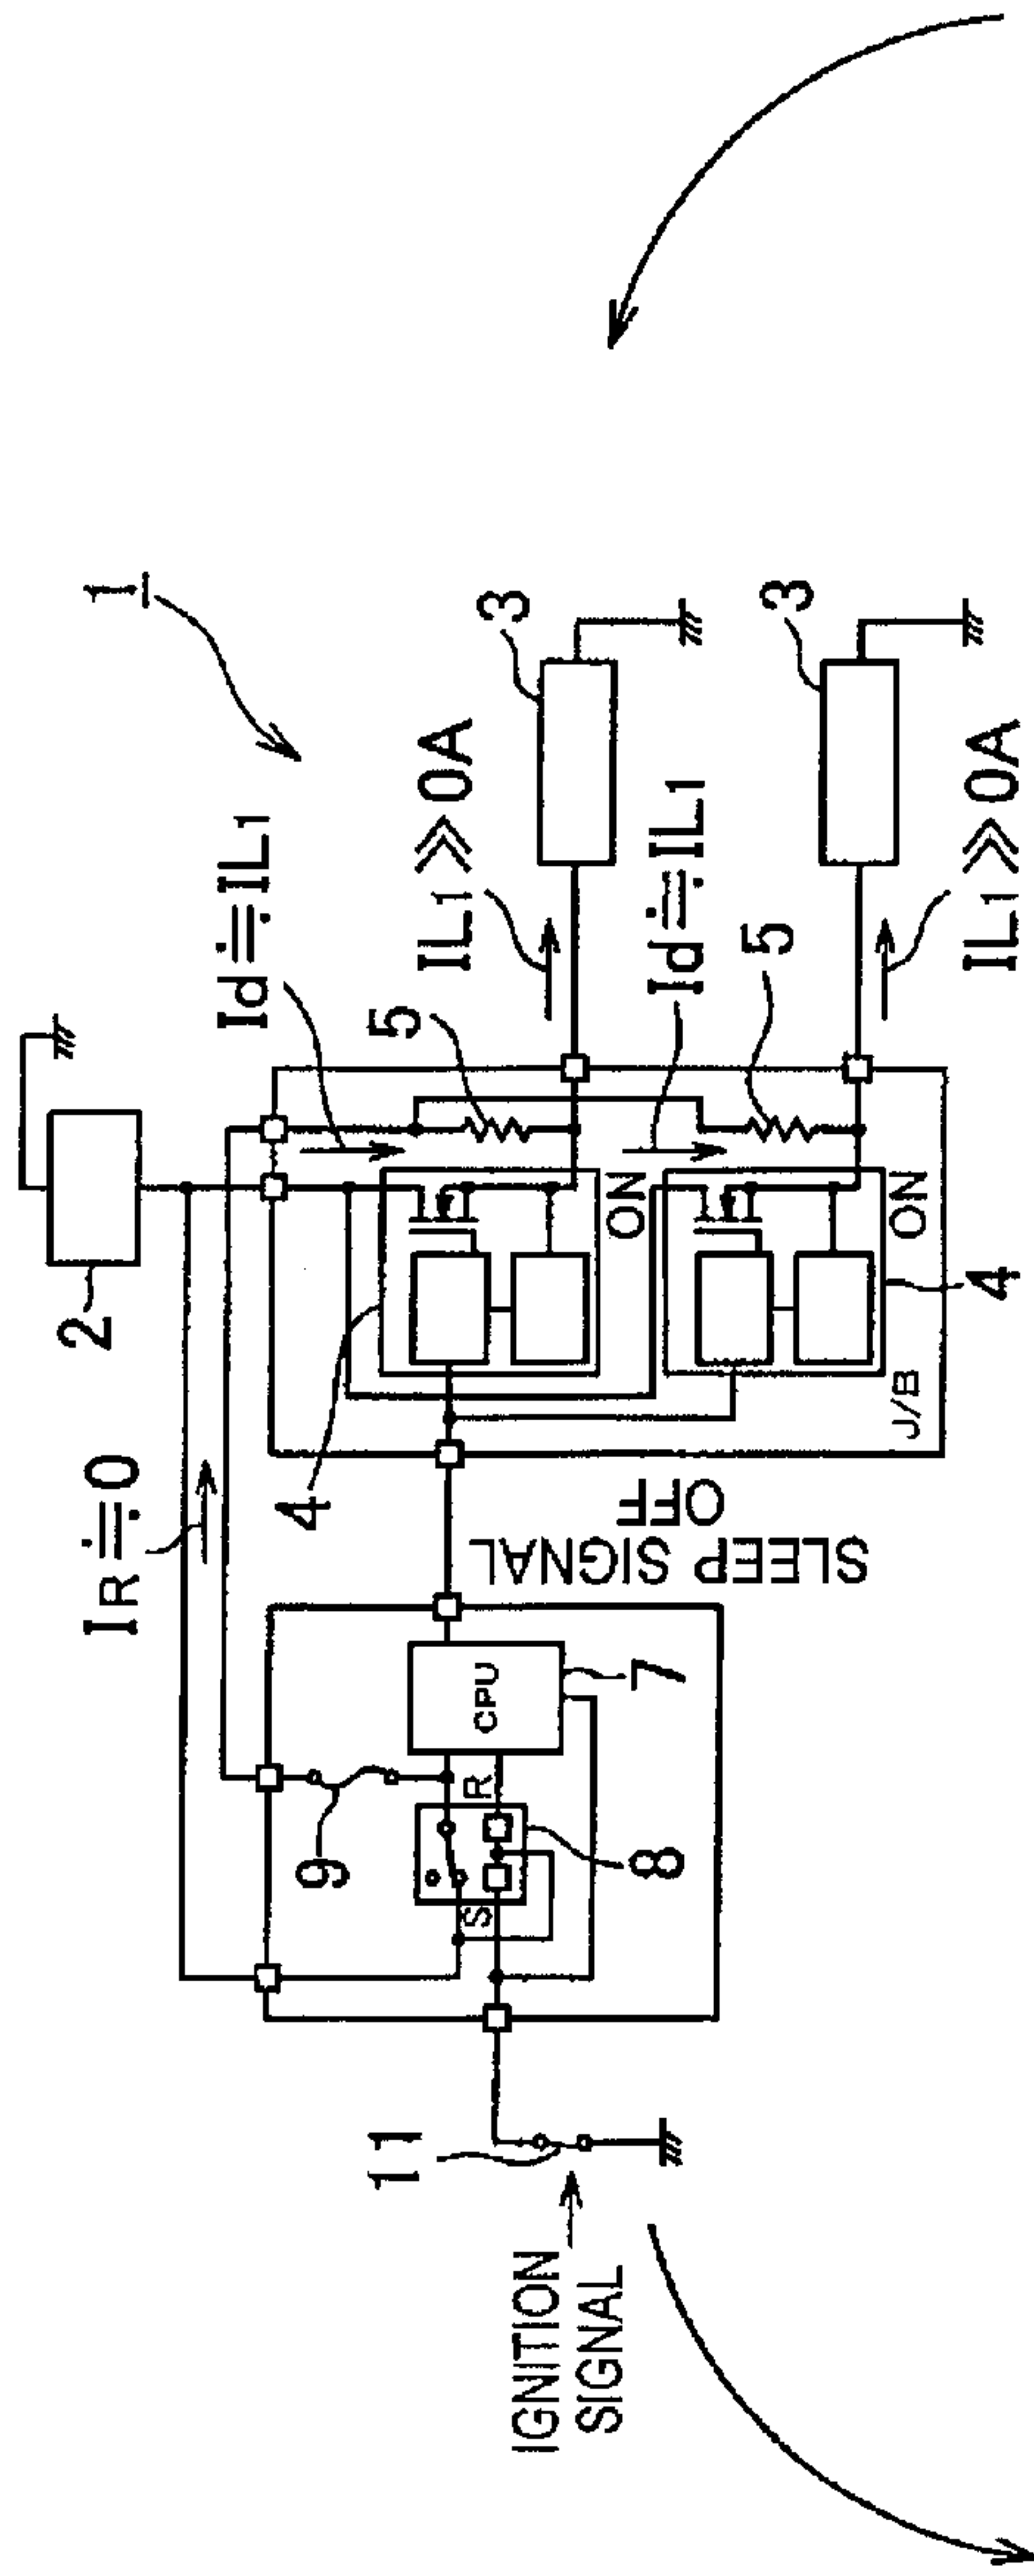 1
2
IR≒0
Id≒IL1
IL1≫0A
3
5
4
ON
Id≒IL1
5
3
IL1≫0A
ON
4
J/B
SLEEP SIGNAL
OFF
9
CPU
7
R
S
8
11
IGNITION
SIGNAL